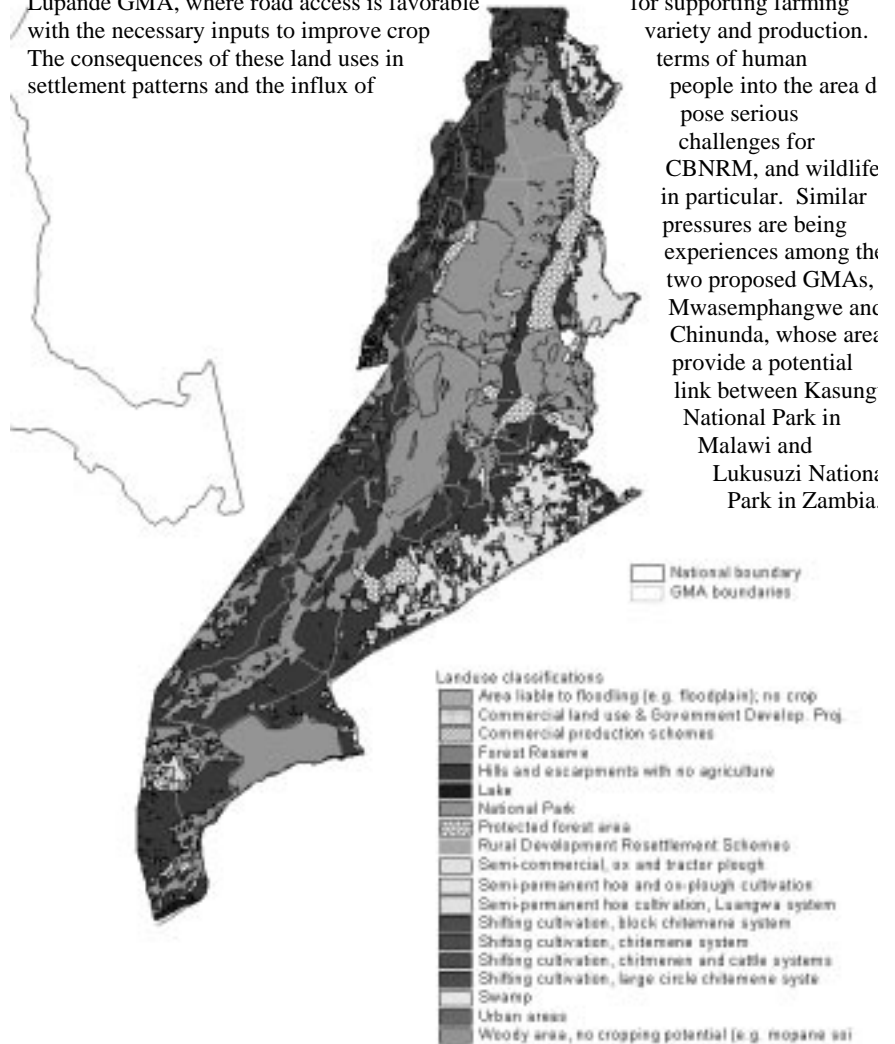 Lupande GMA, where road access is favorable for supporting farming
with the necessary inputs to improve crop variety and production.
The consequences of these land uses in terms of human
settlement patterns and the influx of people into the area d
pose serious
challenges for
CBNRM, and wildlife
in particular. Similar
pressures are being
experiences among the
two proposed GMAs,
Mwasemphangwe and
Chinunda, whose area
provide a potential
link between Kasung
National Park in
Malawi and
Lukusuzi Nationa
Park in Zambia.
National boundary
GMA boundaries
Landuse classifications
Area liable to floodling (e.g. floodplain); no crop
Commercial land use & Government Develop. Proj.
Commercial production schemes
Forest Reserve
Hills and escarpments with no agriculture
Lake
National Park
Protected forest area
Rural Development Resettlement Schemes
Semi-commercial, ox and tractor plough
Semi-permanent hoe and ox-plough cultivation
Semi-permanent hoe cultivation, Luangwa system
Shifting cultivation, block chitemene system
Shifting cultivation, chitemene system
Shifting cultivation, chitmenen and cattle systems
Shifting cultivation, large circle chitemene syste
Swamp
Urban areas
Woody area, no cropping potential (e.g. mopane soi